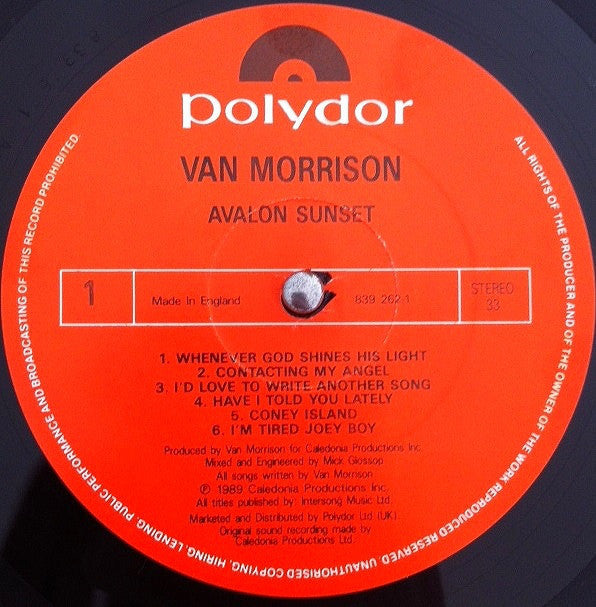 polydor
VAN MORRISON
AVALON SUNSET
1
Made In England
839 262 1
STEREO
33
1. WHENEVER GOD SHINES HIS LIGHT
2. CONTACTING MY ANGEL
3. I'D LOVE TO WRITE ANOTHER SONG
4. HAVE I TOLD YOU LATELY
5. CONEY ISLAND
6. I'M TIRED JOEY BOY
Produced by Van Morrison for Caledonia Productions Inc.
Mixed and Engineered by Mick Glossop
All songs written by Van Morrison
℗ 1989 Caledonia Productions Inc.
All titles published by: Intersong Music Ltd.
Marketed and Distributed by Polydor Ltd (UK)
Original sound recording made by
Caledonia Productions Ltd.
ALL RIGHTS OF THE PRODUCER AND OF THE OWNER OF THE WORK REPRODUCED RESERVED. UNAUTHORISED COPYING, HIRING, LENDING, PUBLIC PERFORMANCE AND BROADCASTING OF THIS RECORD PROHIBITED.